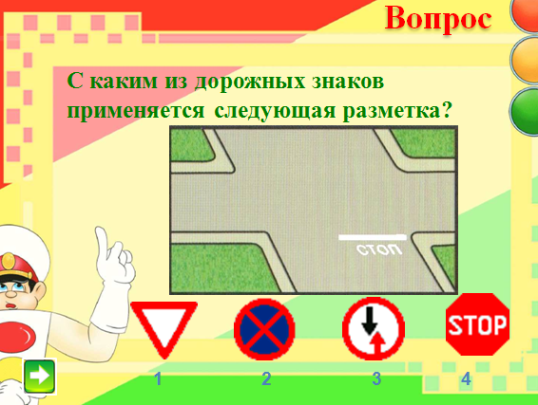 Вопрос
С каким из дорожных знаков
применяется следующая разметка?
стоп
STOP
1 2 3 4